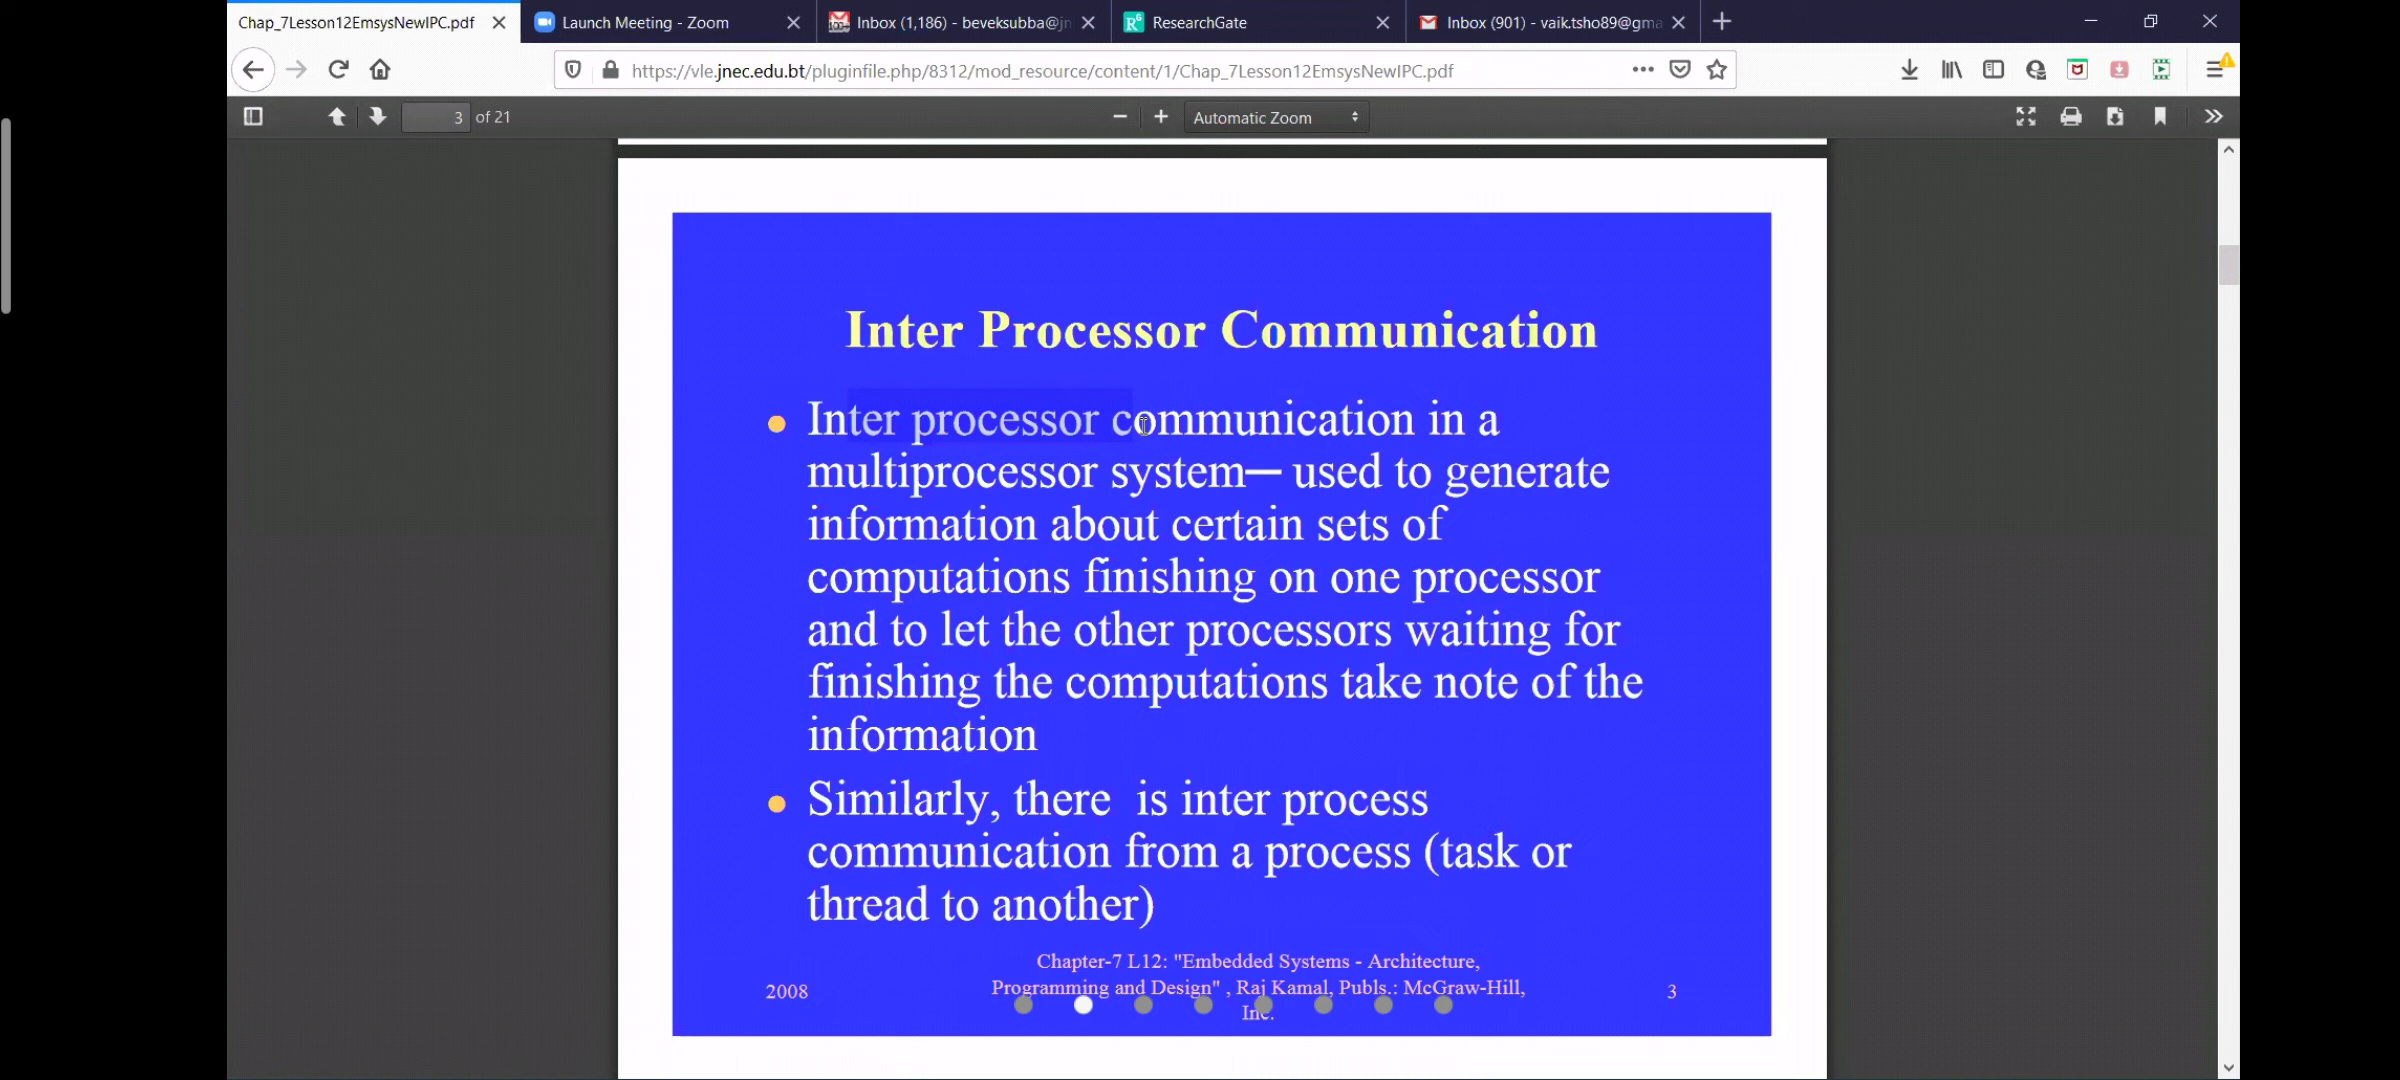 Chap_7Lesson12EmsysNewIPC.pdf
Launch Meeting - Zoom
Inbox (1,186) - beveksubba@jn
ResearchGate
Inbox (901) - vaik.tsho89@gma
https://vle.jnec.edu.bt/pluginfile.php/8312/mod_resource/content/1/Chap_7Lesson12EmsysNewIPC.pdf
3 of 21
Automatic Zoom
Inter Processor Communication
Inter processor communication in a
multiprocessor system— used to generate
information about certain sets of
computations finishing on one processor
and to let the other processors waiting for
finishing the computations take note of the
information
Similarly, there is inter process
communication from a process (task or
thread to another)
Chapter-7 L12: "Embedded Systems - Architecture,
2008
Programming and Design" , Raj Kamal, Publs.: McGraw-Hill,
3
Inc.